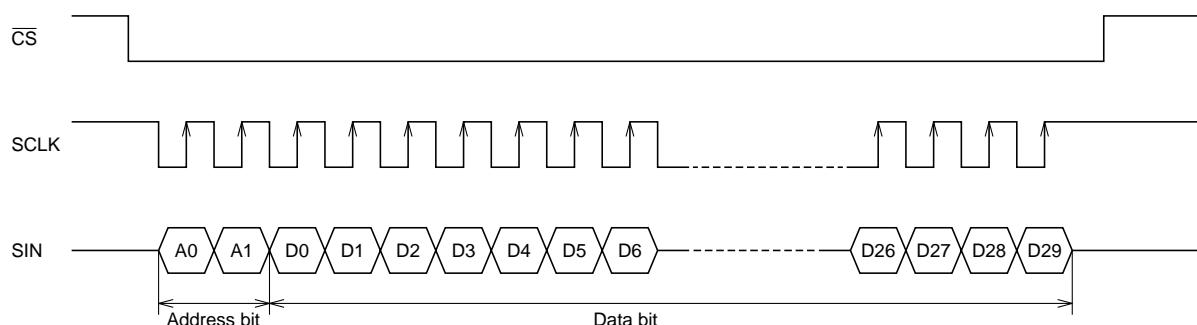 CS
SCLK
SIN
A0 A1 D0 D1 D2 D3 D4 D5 D6 D26 D27 D28 D29
Address bit Data bit